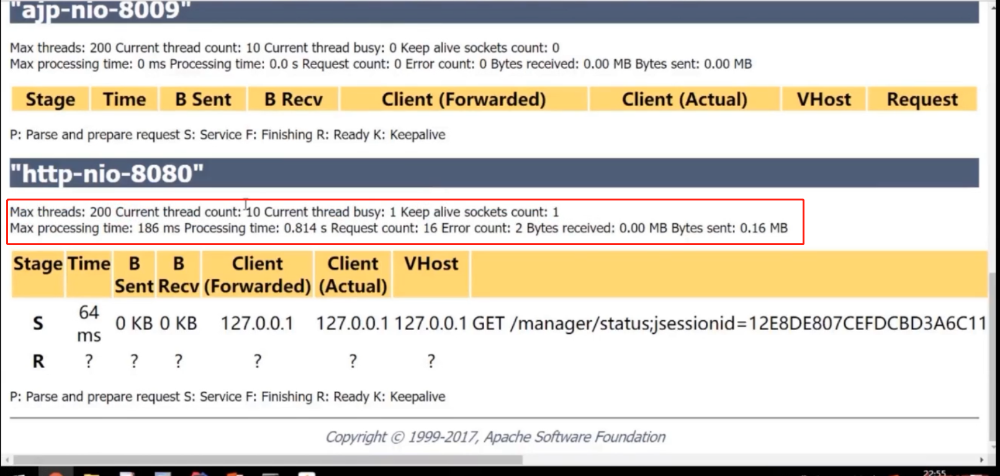 "ajp-nio-8009"
Max threads: 200 Current thread count: 10 Current thread busy: 0 Keep alive sockets count: 0
Max processing time: 0 ms Processing time: 0.0 s Request count: 0 Error count: 0 Bytes received: 0.00 MB Bytes sent: 0.00 MB
Stage Time B Sent B Recv Client (Forwarded) Client (Actual) VHost Request
P: Parse and prepare request S: Service F: Finishing R: Ready K: Keepalive
"http-nio-8080"
Max threads: 200 Current thread count: 10 Current thread busy: 1 Keep alive sockets count: 1
Max processing time: 186 ms Processing time: 0.814 s Request count: 16 Error count: 2 Bytes received: 0.00 MB Bytes sent: 0.16 MB
Stage Time B Sent B Recv Client (Forwarded) Client (Actual) VHost
S 64 ms 0 KB 0 KB 127.0.0.1 127.0.0.1 127.0.0.1 GET /manager/status;jsessionid=12E8DE807CEFDCBD3A6C11
R ? ? ? ? ? ?
P: Parse and prepare request S: Service F: Finishing R: Ready K: Keepalive
Copyright © 1999-2017, Apache Software Foundation
22:55